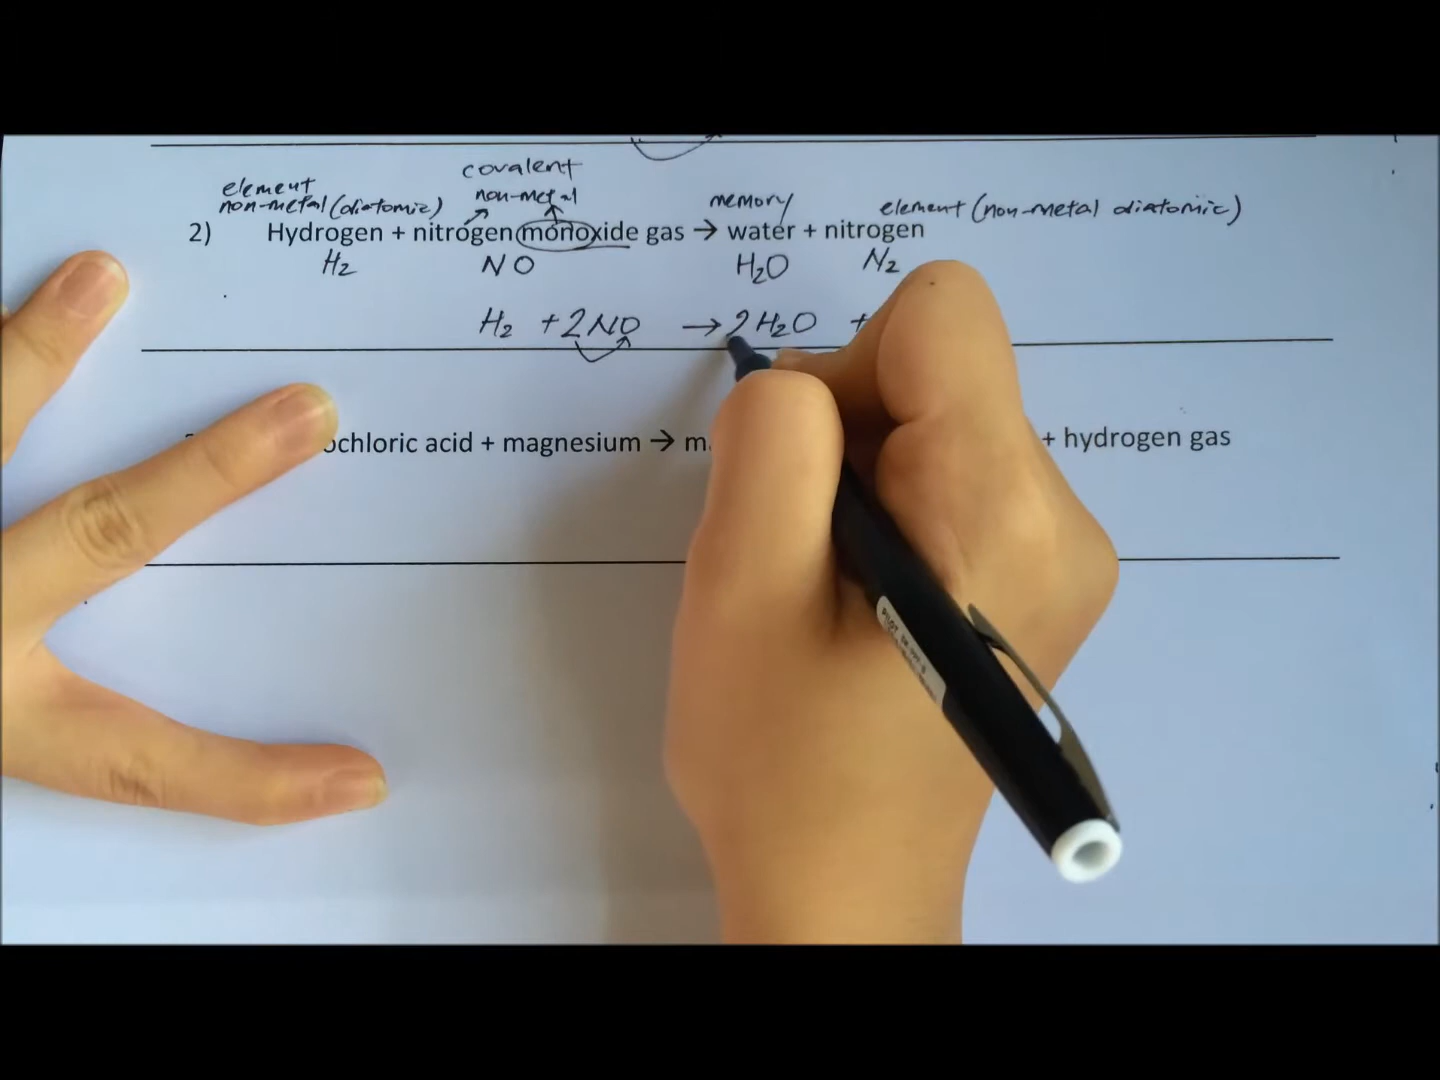 covalent
element
non-metal (diatomic) non-metal memory element (non-metal diatomic)
2) Hydrogen + nitrogen monoxide gas → water + nitrogen
H₂ NO H₂O N₂
H₂ + 2NO → 2H₂O +
ochloric acid + magnesium → m + hydrogen gas
PILOT